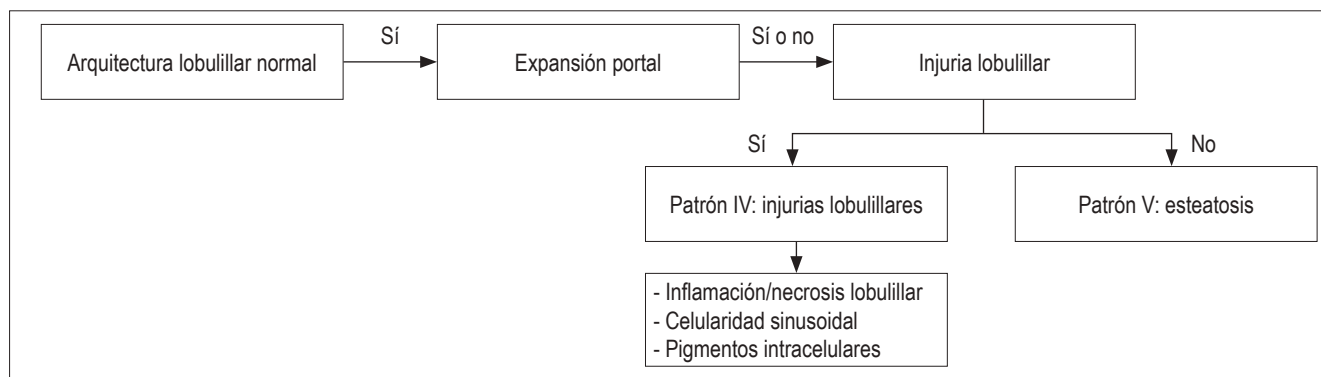 Arquitectura lobulillar normal
Sí
Expansión portal
Sí o no
Injuria lobulillar
Sí
No
Patrón IV: injurias lobulillares
Patrón V: esteatosis
- Inflamación/necrosis lobulillar
- Celularidad sinusoidal
- Pigmentos intracelulares